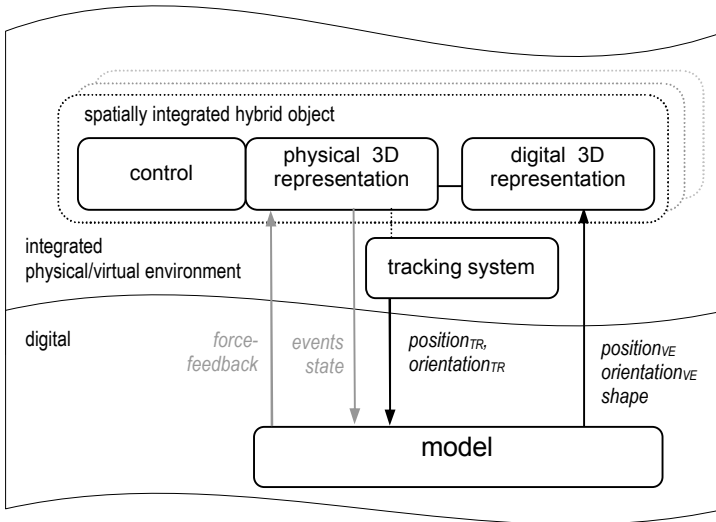 spatially integrated hybrid object
control
physical 3D
representation
digital 3D
representation
integrated
physical/virtual environment
tracking system
digital
force-
feedback
events
state
positionTR,
orientationTR
positionVE
orientationVE
shape
model